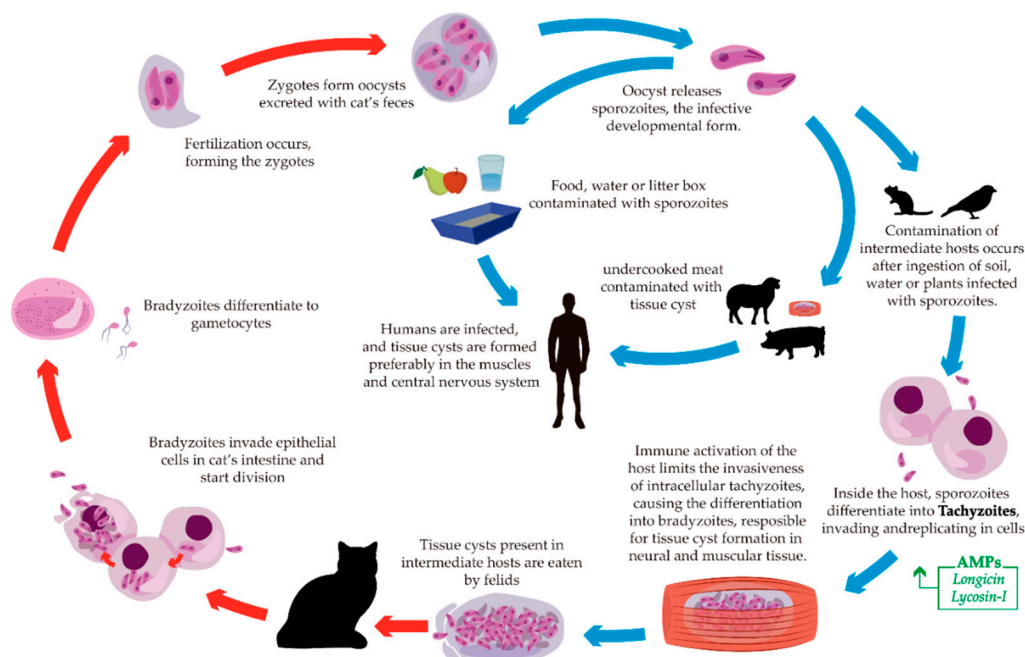 Zygotes form oocysts
excreted with cat's feces
Oocyst releases
sporozoites, the infective
developmental form.
Fertilization occurs,
forming the zygotes
Food, water or litter box
contaminated with sporozoites
Contamination of
intermediate hosts occurs
after ingestion of soil,
water or plants infected
with sporozoites.
undercooked meat
contaminated with
tissue cyst
Bradyzoites differentiate to
gametocytes
Humans are infected,
and tissue cysts are formed
preferably in the muscles
and central nervous system
Bradyzoites invade epithelial
cells in cat's intestine and
start division
Immune activation of the
host limits the invasiveness
of intracellular tachyzoites,
causing the differentiation
into bradyzoites, resposible
for tissue cyst formation in
neural and muscular tissue.
Inside the host, sporozoites
differentiate into Tachyzoites,
invading andreplicating in cells
Tissue cysts present in
intermediate hosts are eaten
by felids
AMPs
Longicin
Lycosin-I